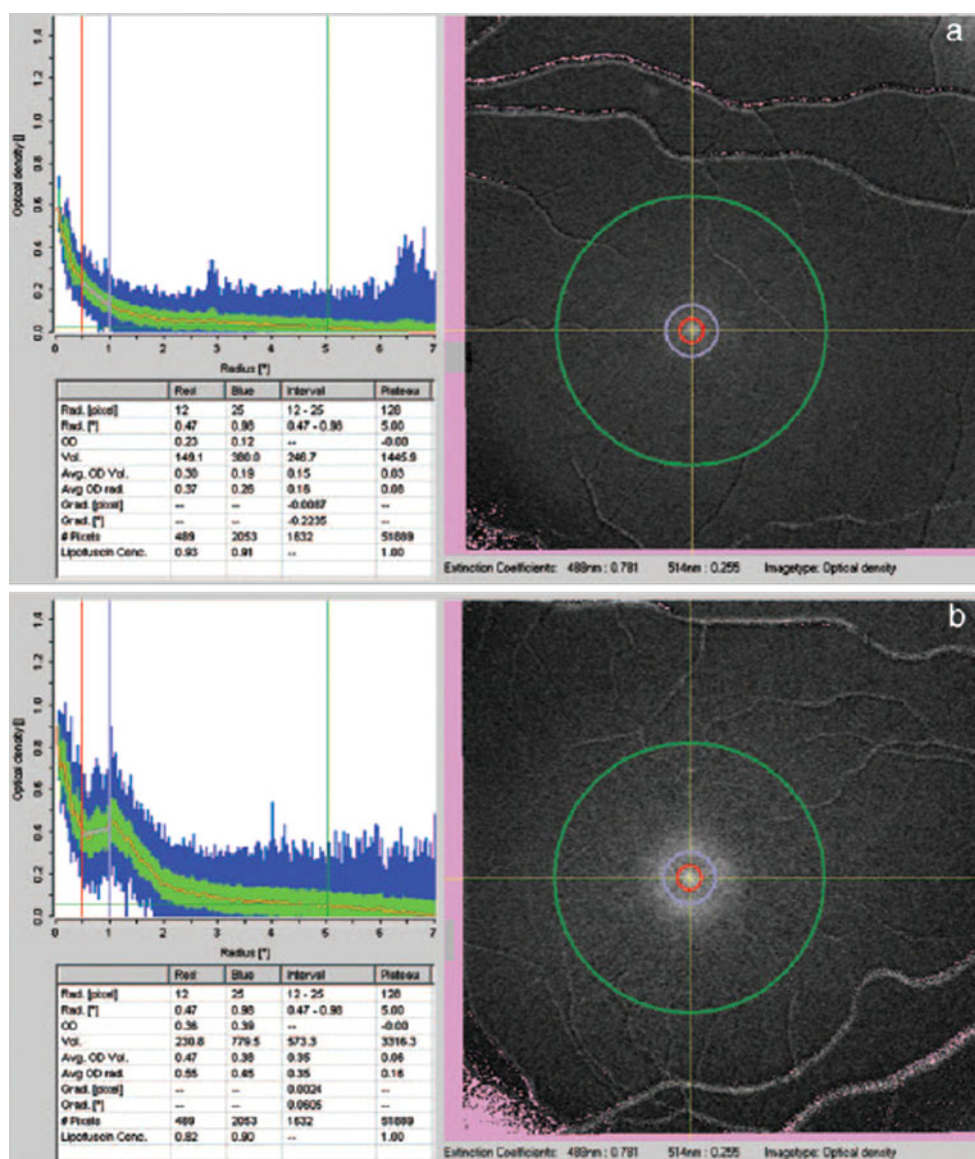 a
1.4
1.2
1.0
0.8
0.6
0.4
0.2
0.0
Optical density []
0 1 2 3 4 5 6 7
Radius [°]
Red Blue Interval Plateau
Rad. [pixel] 12 25 12 - 25 128
Rad. [°] 0.47 0.98 0.47 - 0.98 5.00
OD 0.23 0.12 -- -0.00
Vol. 149.1 380.0 246.7 1445.9
Avg. OD Vol. 0.30 0.19 0.15 0.03
Avg OD rad. 0.37 0.26 0.16 0.06
Grad. [pixel] -- -- -0.0087 --
Grad. [°] -- -- -0.2235 --
# Pixels 489 2053 1632 51889
Lipofuscin Conc. 0.93 0.91 -- 1.00
Extinction Coefficients: 488nm : 0.781 514nm : 0.255 Imagetype: Optical density
b
1.4
1.2
1.0
0.8
0.6
0.4
0.2
0.0
Optical density []
0 1 2 3 4 5 6 7
Radius [°]
Red Blue Interval Plateau
Rad. [pixel] 12 25 12 - 25 128
Rad. [°] 0.47 0.98 0.47 - 0.98 5.00
OD 0.36 0.39 -- -0.00
Vol. 230.8 779.5 573.3 3316.3
Avg. OD Vol. 0.47 0.38 0.35 0.06
Avg OD rad. 0.55 0.45 0.35 0.16
Grad. [pixel] -- -- 0.0024 --
Grad. [°] -- -- 0.0605 --
# Pixels 489 2053 1632 51889
Lipofuscin Conc. 0.82 0.90 -- 1.00
Extinction Coefficients: 488nm : 0.781 514nm : 0.255 Imagetype: Optical density